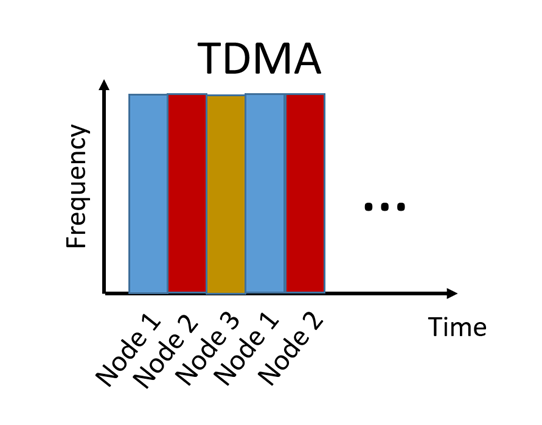 TDMA
Frequency
...
Node 1
Node 2
Node 3
Node 1
Node 2
Time